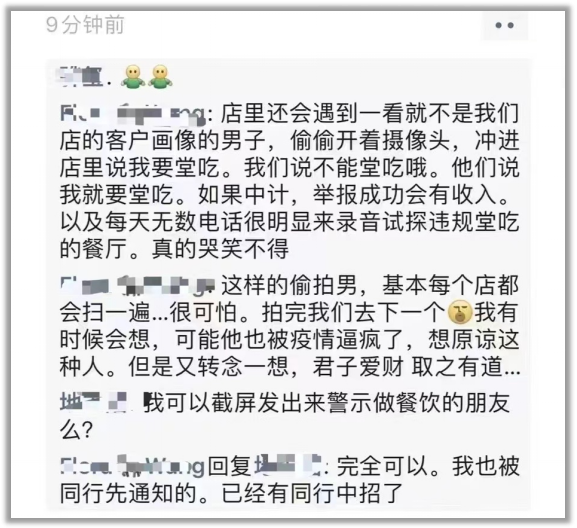 9分钟前
: 店里还会遇到一看就不是我们
店的客户画像的男子，偷偷开着摄像头，冲进
店里说我要堂吃。我们说不能堂吃哦。他们说
我就要堂吃。如果中计，举报成功会有收入。
以及每天无数电话很明显来录音试探违规堂吃
的餐厅。真的哭笑不得
: 这样的偷拍男，基本每个店都
会扫一遍...很可怕。拍完我们去下一个我有
时候会想，可能他也被疫情逼疯了，想原谅这
种人。但是又转念一想，君子爱财 取之有道...
我可以截屏发出来警示做餐饮的朋友
么？
回复: 完全可以。我也被
同行先通知的。已经有同行中招了